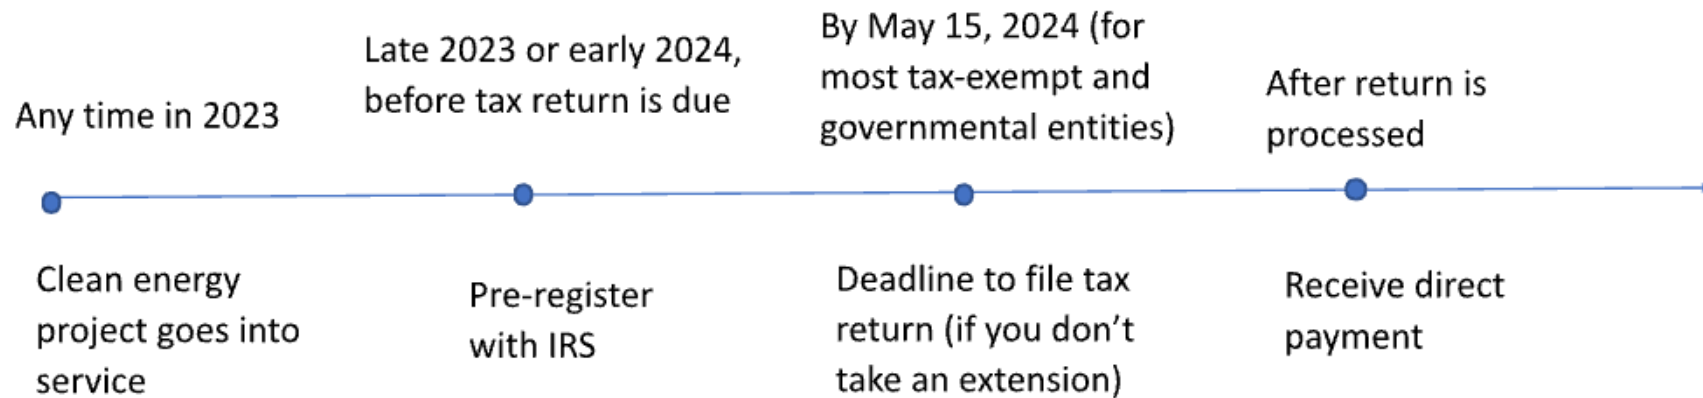 Any time in 2023
Late 2023 or early 2024,
before tax return is due
By May 15, 2024 (for
most tax-exempt and
governmental entities)
After return is
processed
Clean energy
project goes into
service
Pre-register
with IRS
Deadline to file tax
return (if you don’t
take an extension)
Receive direct
payment